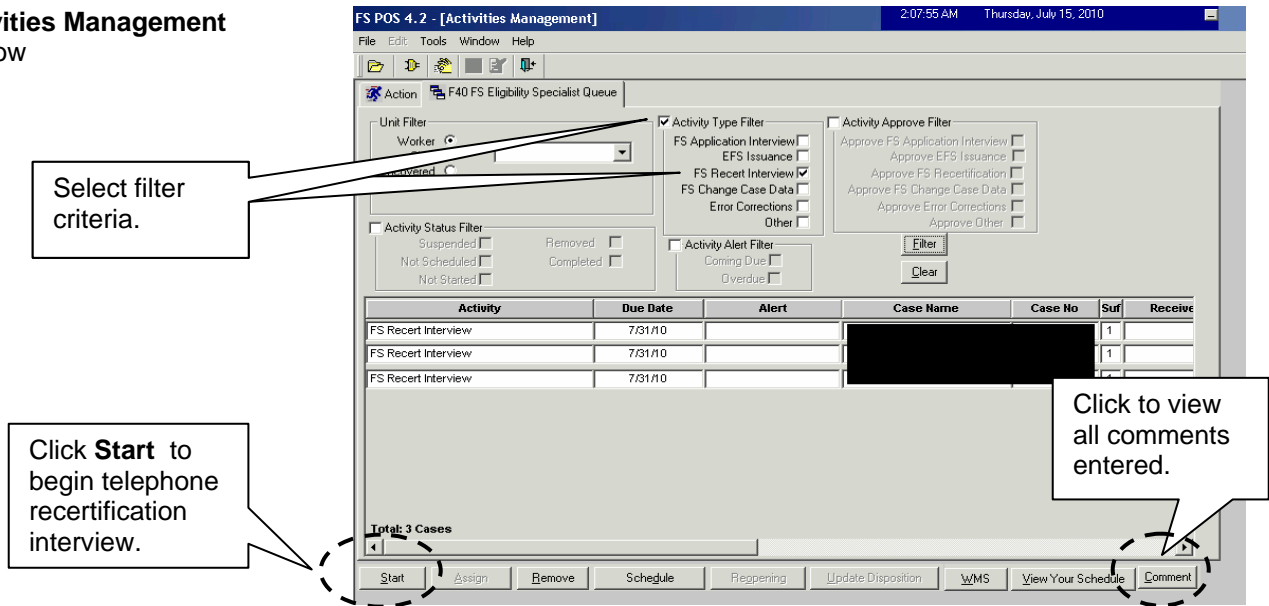 vities Management
ow
FS POS 4.2 - [Activities Management]
2:07:55 AM Thursday, July 15, 2010
File Edit Tools Window Help
Action F40 FS Eligibility Specialist Queue
Unit Filter
Worker
Activity Type Filter
FS Application Interview
EFS Issuance
FS Recert Interview
FS Change Case Data
Error Corrections
Other
Activity Approve Filter
Approve FS Application Interview
Approve EFS Issuance
Approve FS Recertification
Approve FS Change Case Data
Approve Error Corrections
Approve Other
Select filter
criteria.
Activity Status Filter
Suspended Removed
Not Scheduled Completed
Not Started
Activity Alert Filter
Coming Due
Overdue
Filter
Clear
Activity Due Date Alert Case Name Case No Suf Receive
FS Recert Interview 7/31/10 1
FS Recert Interview 7/31/10 1
FS Recert Interview 7/31/10
Click to view
all comments
entered.
Click Start to
begin telephone
recertification
interview.
Total: 3 Cases
Start Assign Remove Schedule Reopening Update Disposition WMS View Your Schedule Comment